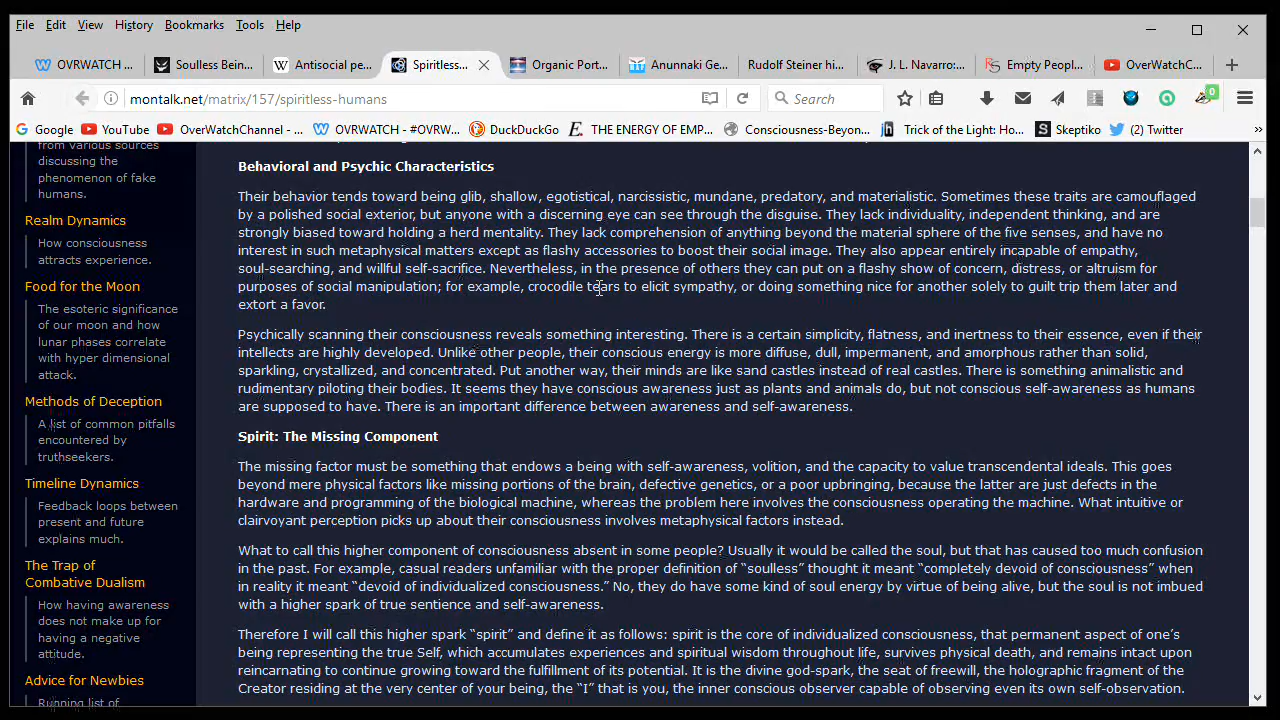 File Edit View History Bookmarks Tools Help
OVRWATCH ... Soulless Bein... Antisocial pe... Spiritless... Organic Port... Anunnaki Ge... Rudolf Steiner hi... J. L. Navarro:... Empty Peopl... OverWatchC...
montalk.net/matrix/157/spiritless-humans Search 0
Google YouTube OverWatchChannel - ... OVRWATCH - #OVRW... DuckDuckGo THE ENERGY OF EMP... Consciousness-Beyon... Trick of the Light: Ho... Skeptiko (2) Twitter »
from various sources
discussing the
phenomenon of fake
humans.
Realm Dynamics
How consciousness
attracts experience.
Food for the Moon
The esoteric significance
of our moon and how
lunar phases correlate
with hyper dimensional
attack.
Methods of Deception
A list of common pitfalls
encountered by
truthseekers.
Timeline Dynamics
Feedback loops between
present and future
explains much.
The Trap of
Combative Dualism
How having awareness
does not make up for
having a negative
attitude.
Advice for Newbies
Running list of
Behavioral and Psychic Characteristics
Their behavior tends toward being glib, shallow, egotistical, narcissistic, mundane, predatory, and materialistic. Sometimes these traits are camouflaged
by a polished social exterior, but anyone with a discerning eye can see through the disguise. They lack individuality, independent thinking, and are
strongly biased toward holding a herd mentality. They lack comprehension of anything beyond the material sphere of the five senses, and have no
interest in such metaphysical matters except as flashy accessories to boost their social image. They also appear entirely incapable of empathy,
soul-searching, and willful self-sacrifice. Nevertheless, in the presence of others they can put on a flashy show of concern, distress, or altruism for
purposes of social manipulation; for example, crocodile tears to elicit sympathy, or doing something nice for another solely to guilt trip them later and
extort a favor.
Psychically scanning their consciousness reveals something interesting. There is a certain simplicity, flatness, and inertness to their essence, even if their
intellects are highly developed. Unlike other people, their conscious energy is more diffuse, dull, impermanent, and amorphous rather than solid,
sparkling, crystallized, and concentrated. Put another way, their minds are like sand castles instead of real castles. There is something animalistic and
rudimentary piloting their bodies. It seems they have conscious awareness just as plants and animals do, but not conscious self-awareness as humans
are supposed to have. There is an important difference between awareness and self-awareness.
Spirit: The Missing Component
The missing factor must be something that endows a being with self-awareness, volition, and the capacity to value transcendental ideals. This goes
beyond mere physical factors like missing portions of the brain, defective genetics, or a poor upbringing, because the latter are just defects in the
hardware and programming of the biological machine, whereas the problem here involves the consciousness operating the machine. What intuitive or
clairvoyant perception picks up about their consciousness involves metaphysical factors instead.
What to call this higher component of consciousness absent in some people? Usually it would be called the soul, but that has caused too much confusion
in the past. For example, casual readers unfamiliar with the proper definition of “soulless” thought it meant “completely devoid of consciousness” when
in reality it meant “devoid of individualized consciousness.” No, they do have some kind of soul energy by virtue of being alive, but the soul is not imbued
with a higher spark of true sentience and self-awareness.
Therefore I will call this higher spark “spirit” and define it as follows: spirit is the core of individualized consciousness, that permanent aspect of one’s
being representing the true Self, which accumulates experiences and spiritual wisdom throughout life, survives physical death, and remains intact upon
reincarnating to continue growing toward the fulfillment of its potential. It is the divine god-spark, the seat of freewill, the holographic fragment of the
Creator residing at the very center of your being, the “I” that is you, the inner conscious observer capable of observing even its own self-observation.